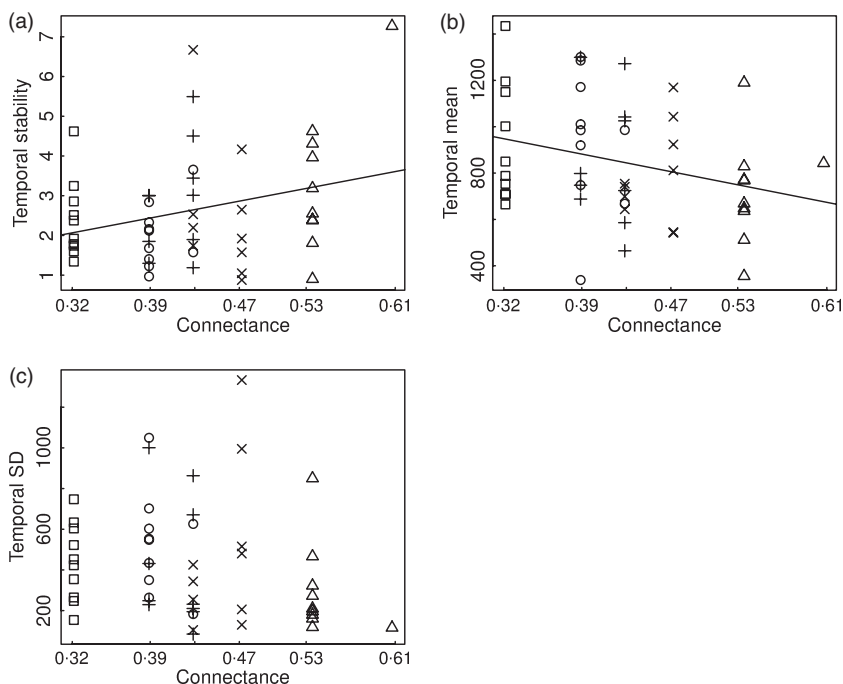 (a)
Temporal stability
7
6
5
4
3
2
1
0·32 0·39 0·47 0·53 0·61
Connectance
(b)
Temporal mean
1200
800
400
0·32 0·39 0·47 0·53 0·61
Connectance
(c)
Temporal SD
1000
600
200
0·32 0·39 0·47 0·53 0·61
Connectance